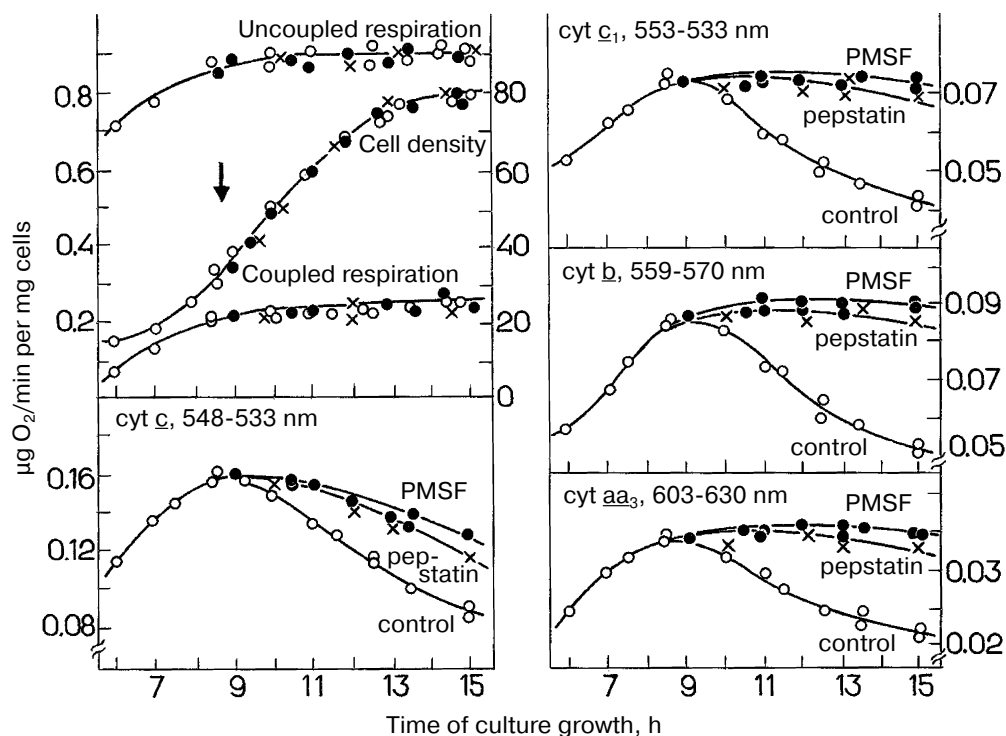 Uncoupled respiration
Cell density
Coupled respiration
0.8
0.6
0.4
0.2
80
60
40
20
0
µg O₂/min per mg cells
cyt c, 548-533 nm
PMSF
pep-
statin
control
0.16
0.12
0.08
7 9 11 13 15
cyt c₁, 553-533 nm
PMSF
pepstatin
control
0.07
0.05
cyt b, 559-570 nm
PMSF
pepstatin
control
0.09
0.07
0.05
cyt aa₃, 603-630 nm
PMSF
pepstatin
control
0.03
0.02
7 9 11 13 15
Time of culture growth, h